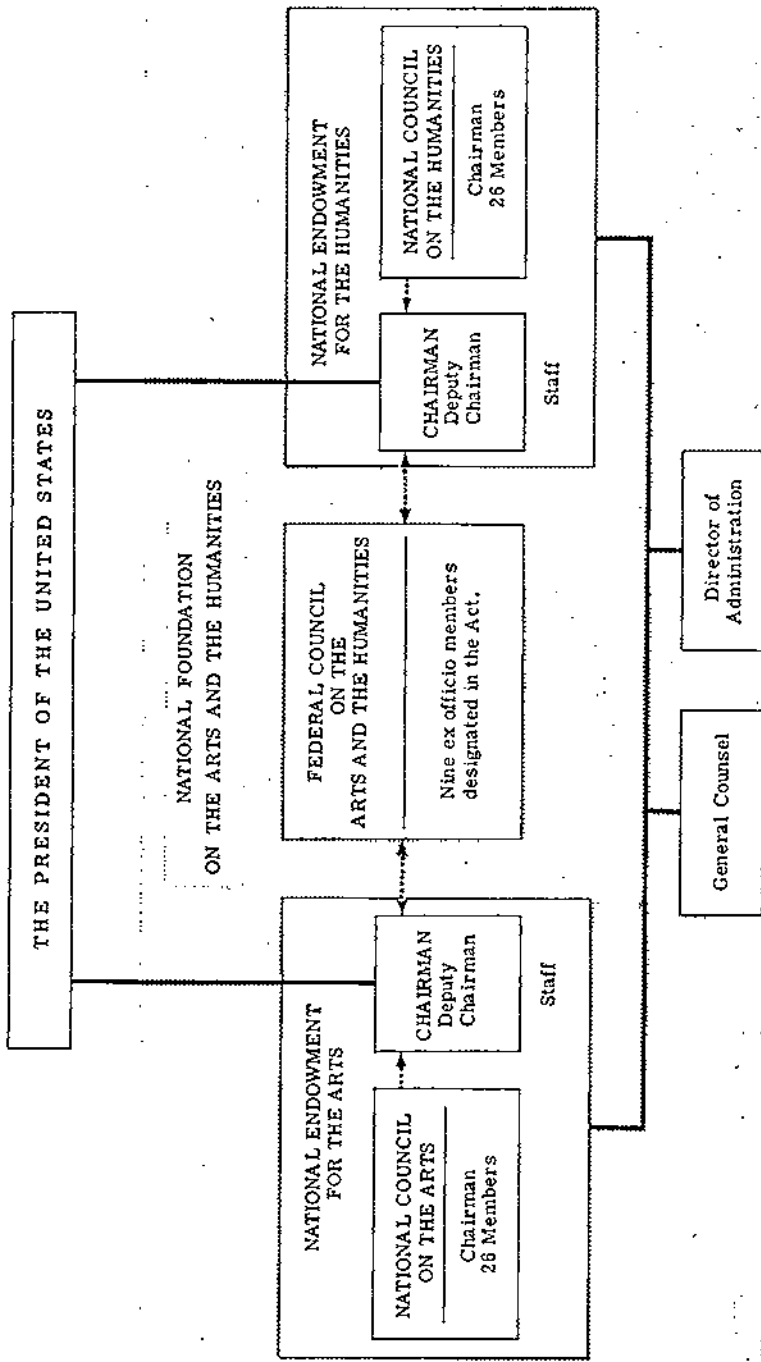 THE PRESIDENT OF THE UNITED STATES
NATIONAL FOUNDATION
ON THE ARTS AND THE HUMANITIES
NATIONAL ENDOWMENT
FOR THE ARTS
NATIONAL COUNCIL
ON THE ARTS
Chairman
26 Members
CHAIRMAN
Deputy
Chairman
Staff
FEDERAL COUNCIL
ON THE
ARTS AND THE HUMANITIES
Nine ex officio members
designated in the Act.
NATIONAL ENDOWMENT
FOR THE HUMANITIES
CHAIRMAN
Deputy
Chairman
Staff
NATIONAL COUNCIL
ON THE HUMANITIES
Chairman
26 Members
General Counsel
Director of
Administration